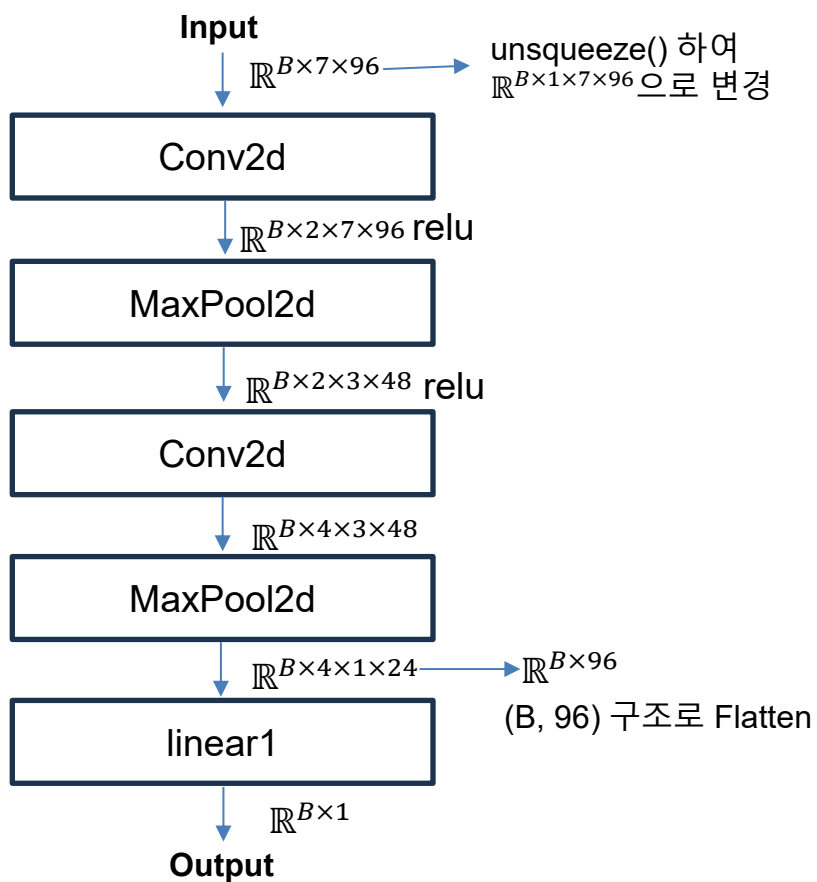 Input
ℝ^{B×7×96}
unsqueeze() 하여
ℝ^{B×1×7×96}으로 변경
Conv2d
ℝ^{B×2×7×96} relu
MaxPool2d
ℝ^{B×2×3×48} relu
Conv2d
ℝ^{B×4×3×48}
MaxPool2d
ℝ^{B×4×1×24}
ℝ^{B×96}
(B, 96) 구조로 Flatten
linear1
ℝ^{B×1}
Output